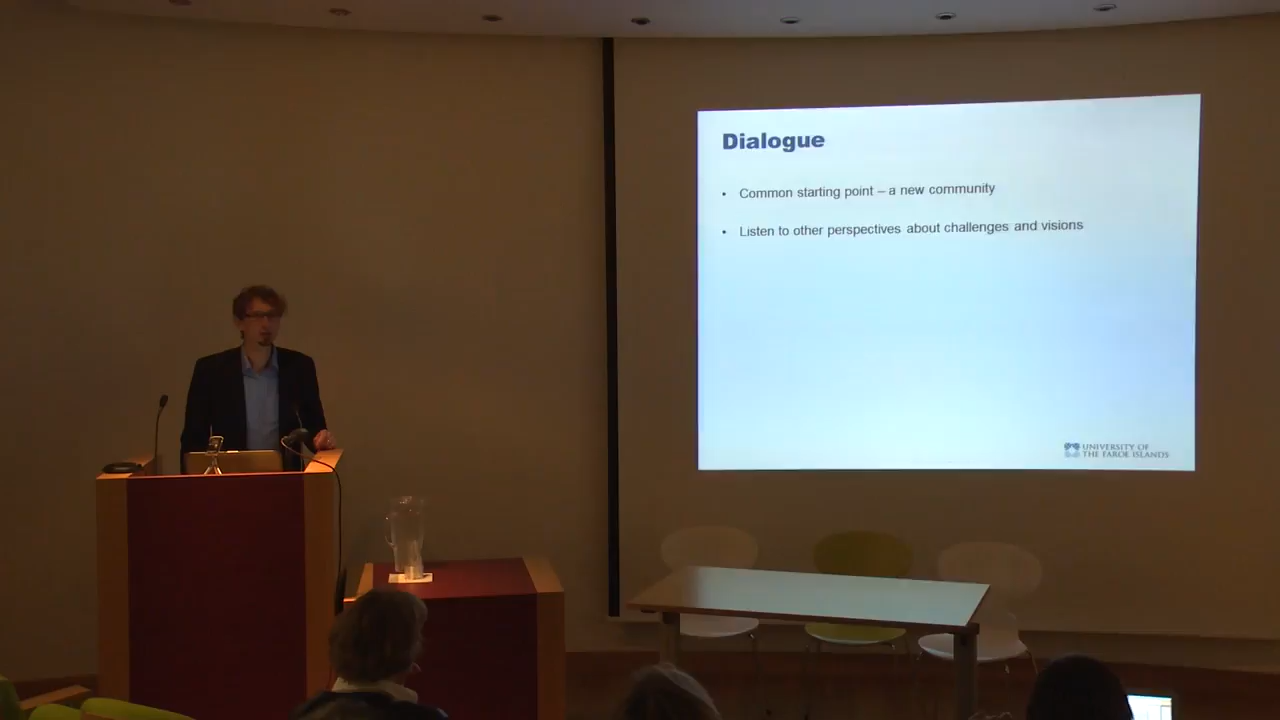 Dialogue
• Common starting point – a new community
• Listen to other perspectives about challenges and visions
UNIVERSITY OF
THE FAROE ISLANDS